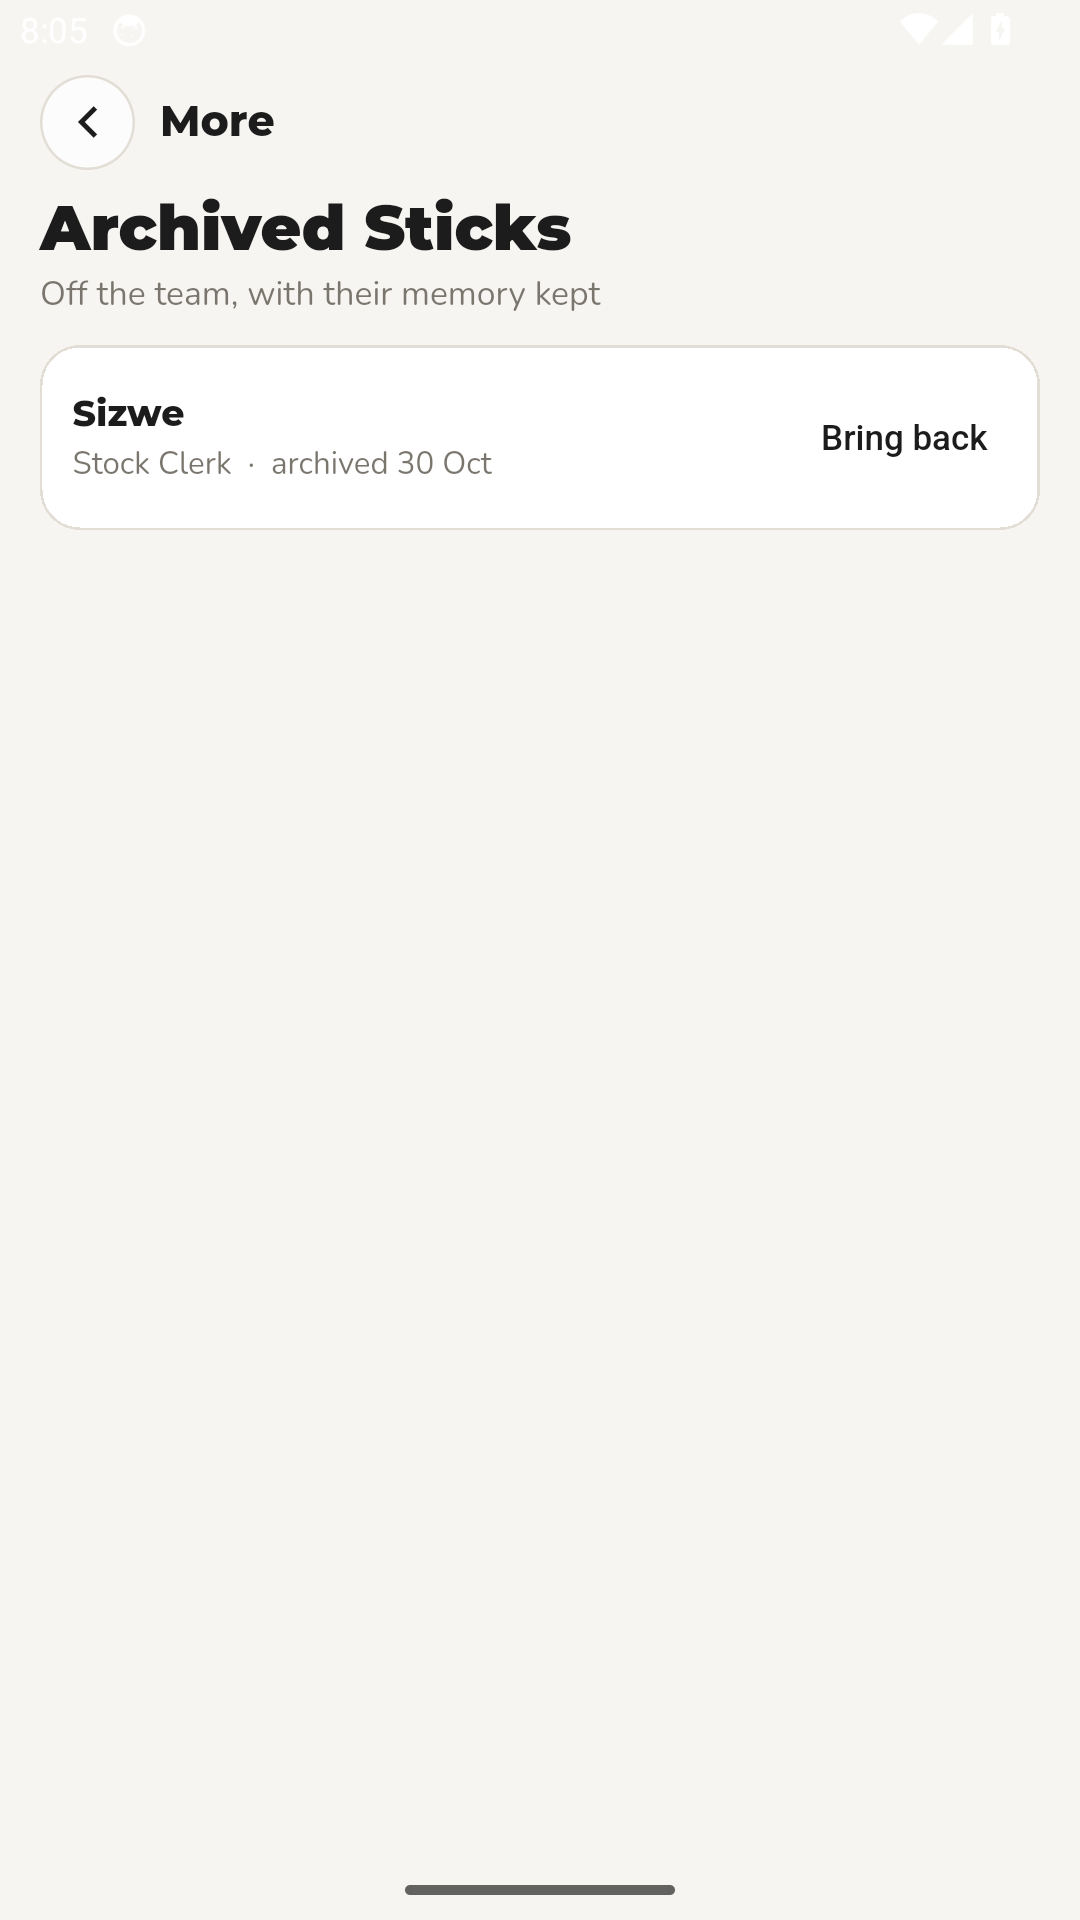 8:05
More
Archived Sticks
Off the team, with their memory kept
Sizwe
Stock Clerk · archived 30 Oct
Bring back